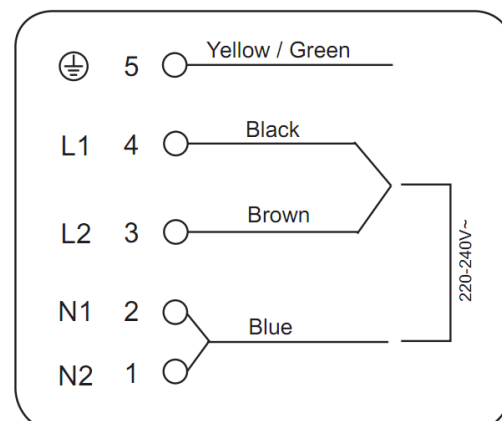 5 Yellow / Green
L1 4 Black
L2 3 Brown
220-240V~
N1 2
Blue
N2 1